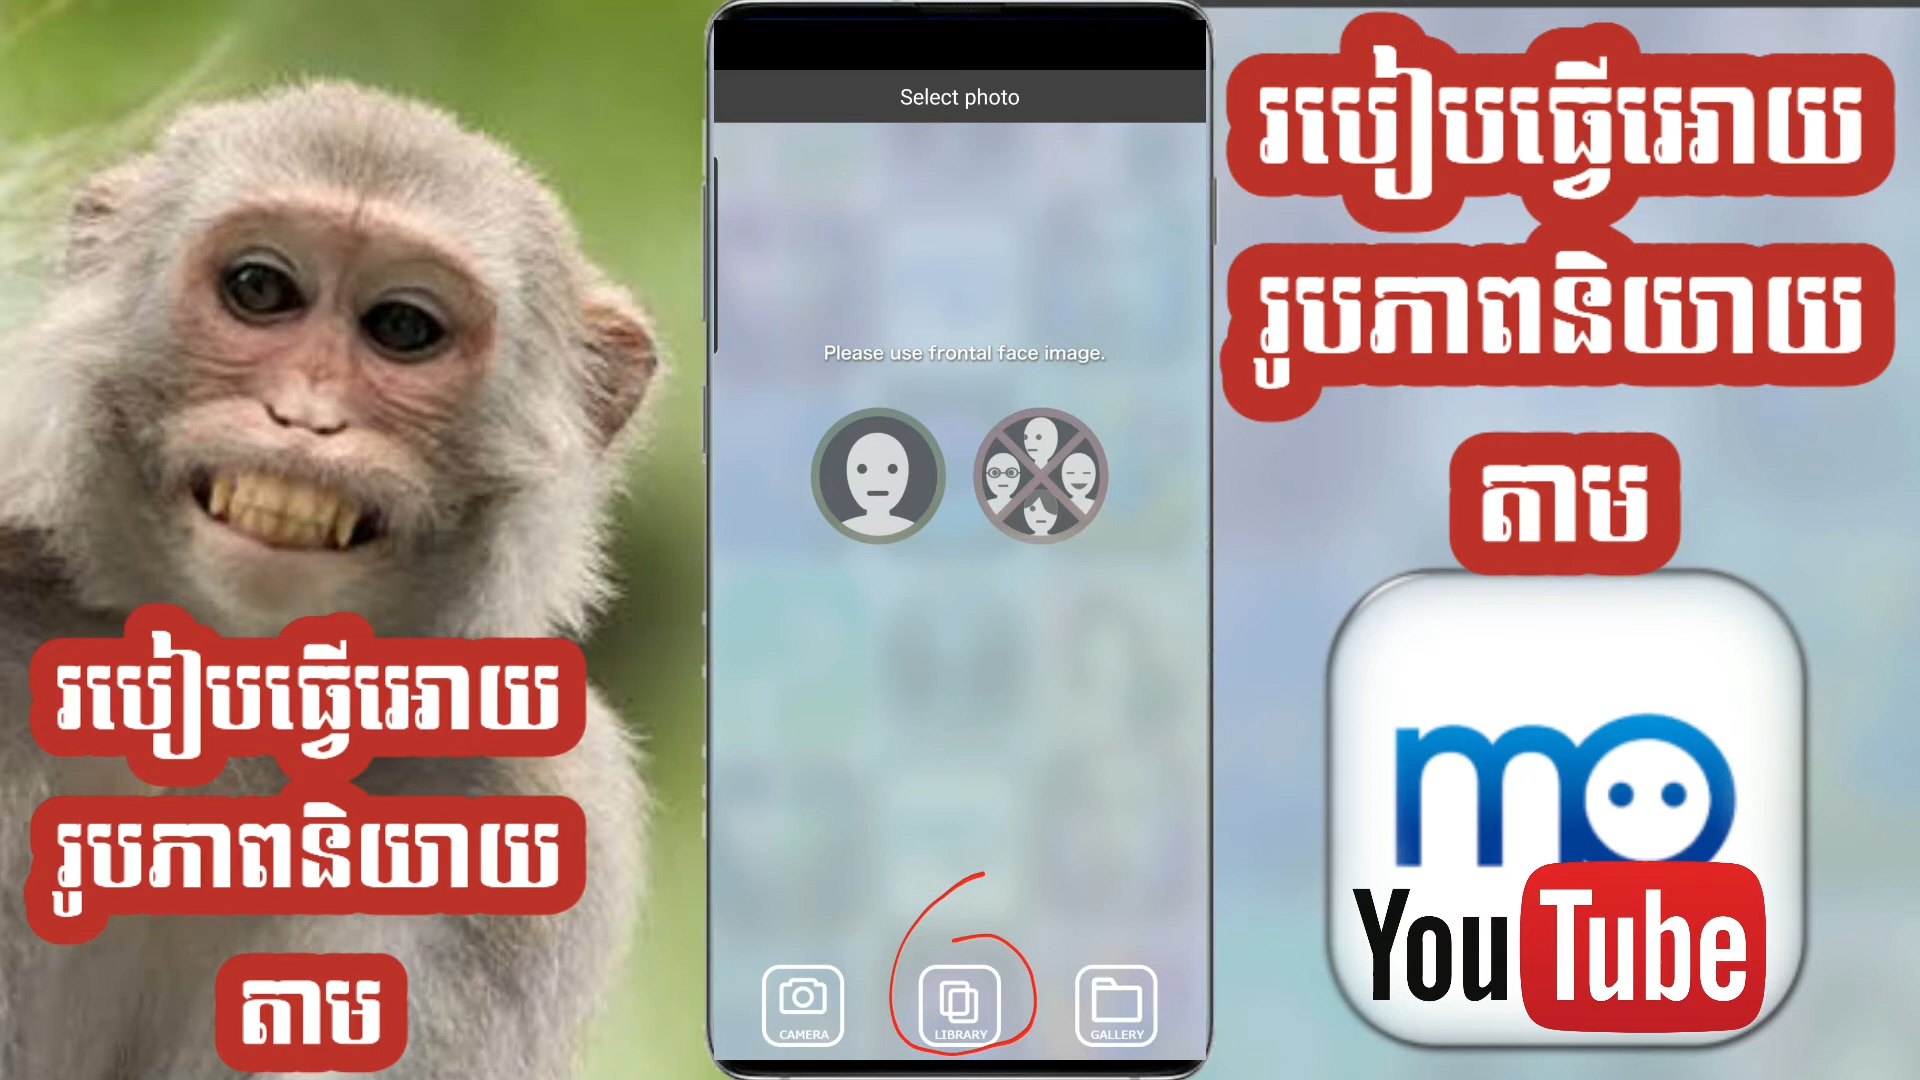 របៀបធ្វើអោយ
រូបភាពនិយាយ
តាម
Select photo
Please use frontal face image.
CAMERA
LIBRARY
GALLERY
របៀបធ្វើអោយ
រូបភាពនិយាយ
តាម
mo
YouTube